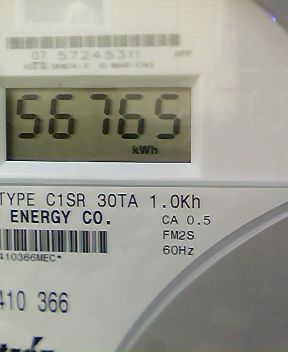 07 57245311
56765
kWh
TYPE C1SR 30TA 1.0Kh
ENERGY CO.
CA 0.5
FM2S
60Hz
410366MEC*
410 366